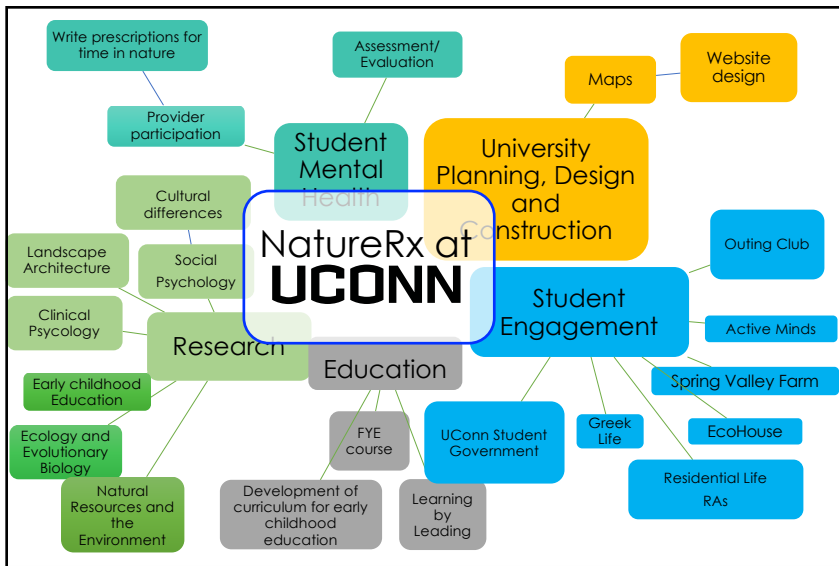 Write prescriptions for
time in nature
Assessment/
Evaluation
Provider
participation
Student
Mental
Health
Maps
Website
design
University
Planning, Design
and
Construction
Cultural
differences
Landscape
Architecture
Social
Psychology
Clinical
Psycology
NatureRx at
UCONN
Research
Early childhood
Education
Ecology and
Evolutionary
Biology
Natural
Resources and
the
Environment
Education
FYE
course
Development of
curriculum for early
childhood
education
Learning
by
Leading
Student
Engagement
Outing Club
Active Minds
Spring Valley Farm
EcoHouse
Residential Life
RAs
Greek
Life
UConn Student
Government